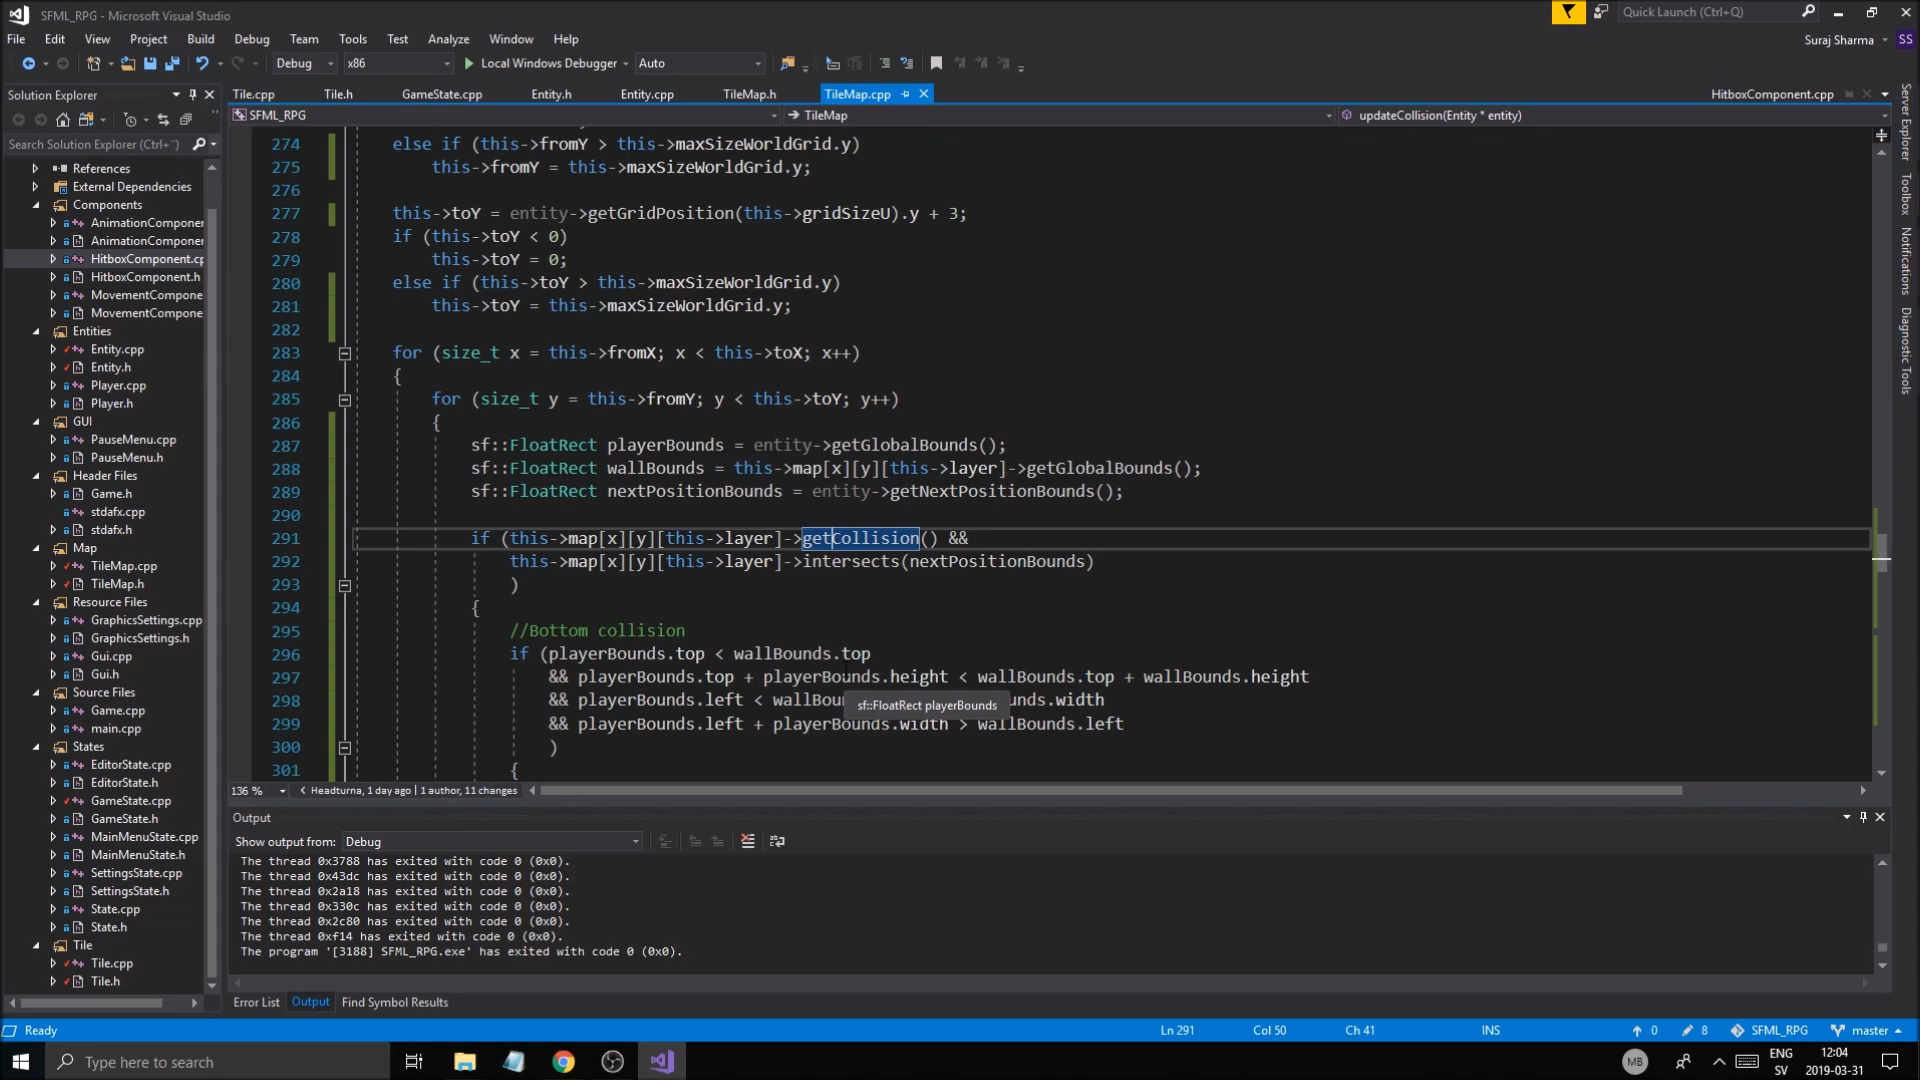 SFML_RPG - Microsoft Visual Studio
Quick Launch (Ctrl+Q)
File Edit View Project Build Debug Team Tools Test Analyze Window Help
Suraj Sharma SS
Debug x86 Local Windows Debugger Auto
Solution Explorer
Tile.cpp Tile.h GameState.cpp Entity.h Entity.cpp TileMap.h TileMap.cpp HitboxComponent.cpp
SFML_RPG TileMap updateCollision(Entity * entity)
Search Solution Explorer (Ctrl+¨)
References
External Dependencies
Components
AnimationComponer
AnimationComponer
HitboxComponent.cp
HitboxComponent.h
MovementCompone
MovementCompone
Entities
Entity.cpp
Entity.h
Player.cpp
Player.h
GUI
PauseMenu.cpp
PauseMenu.h
Header Files
Game.h
stdafx.cpp
stdafx.h
Map
TileMap.cpp
TileMap.h
Resource Files
GraphicsSettings.cpp
GraphicsSettings.h
Gui.cpp
Gui.h
Source Files
Game.cpp
main.cpp
States
EditorState.cpp
EditorState.h
GameState.cpp
GameState.h
MainMenuState.cpp
MainMenuState.h
SettingsState.cpp
SettingsState.h
State.cpp
State.h
Tile
Tile.cpp
Tile.h
274 else if (this->fromY > this->maxSizeWorldGrid.y)
275 this->fromY = this->maxSizeWorldGrid.y;
276
277 this->toY = entity->getGridPosition(this->gridSizeU).y + 3;
278 if (this->toY < 0)
279 this->toY = 0;
280 else if (this->toY > this->maxSizeWorldGrid.y)
281 this->toY = this->maxSizeWorldGrid.y;
282
283 for (size_t x = this->fromX; x < this->toX; x++)
284 {
285 for (size_t y = this->fromY; y < this->toY; y++)
286 {
287 sf::FloatRect playerBounds = entity->getGlobalBounds();
288 sf::FloatRect wallBounds = this->map[x][y][this->layer]->getGlobalBounds();
289 sf::FloatRect nextPositionBounds = entity->getNextPositionBounds();
290
291 if (this->map[x][y][this->layer]->getCollision() &&
292 this->map[x][y][this->layer]->intersects(nextPositionBounds)
293 )
294 {
295 //Bottom collision
296 if (playerBounds.top < wallBounds.top
297 && playerBounds.top + playerBounds.height < wallBounds.top + wallBounds.height
298 && playerBounds.left < wallBou nds.width
sf::FloatRect playerBounds
299 && playerBounds.left + playerBounds.width > wallBounds.left
300 )
301 {
136 % Headturna, 1 day ago | 1 author, 11 changes
Output
Show output from: Debug
The thread 0x3788 has exited with code 0 (0x0).
The thread 0x43dc has exited with code 0 (0x0).
The thread 0x2a18 has exited with code 0 (0x0).
The thread 0x330c has exited with code 0 (0x0).
The thread 0x2c80 has exited with code 0 (0x0).
The thread 0xf14 has exited with code 0 (0x0).
The program '[3188] SFML_RPG.exe' has exited with code 0 (0x0).
Error List Output Find Symbol Results
Server Explorer
Toolbox
Notifications
Diagnostic Tools
Ready Ln 291 Col 50 Ch 41 INS 0 8 SFML_RPG master
Type here to search
MB
ENG
SV
12:04
2019-03-31